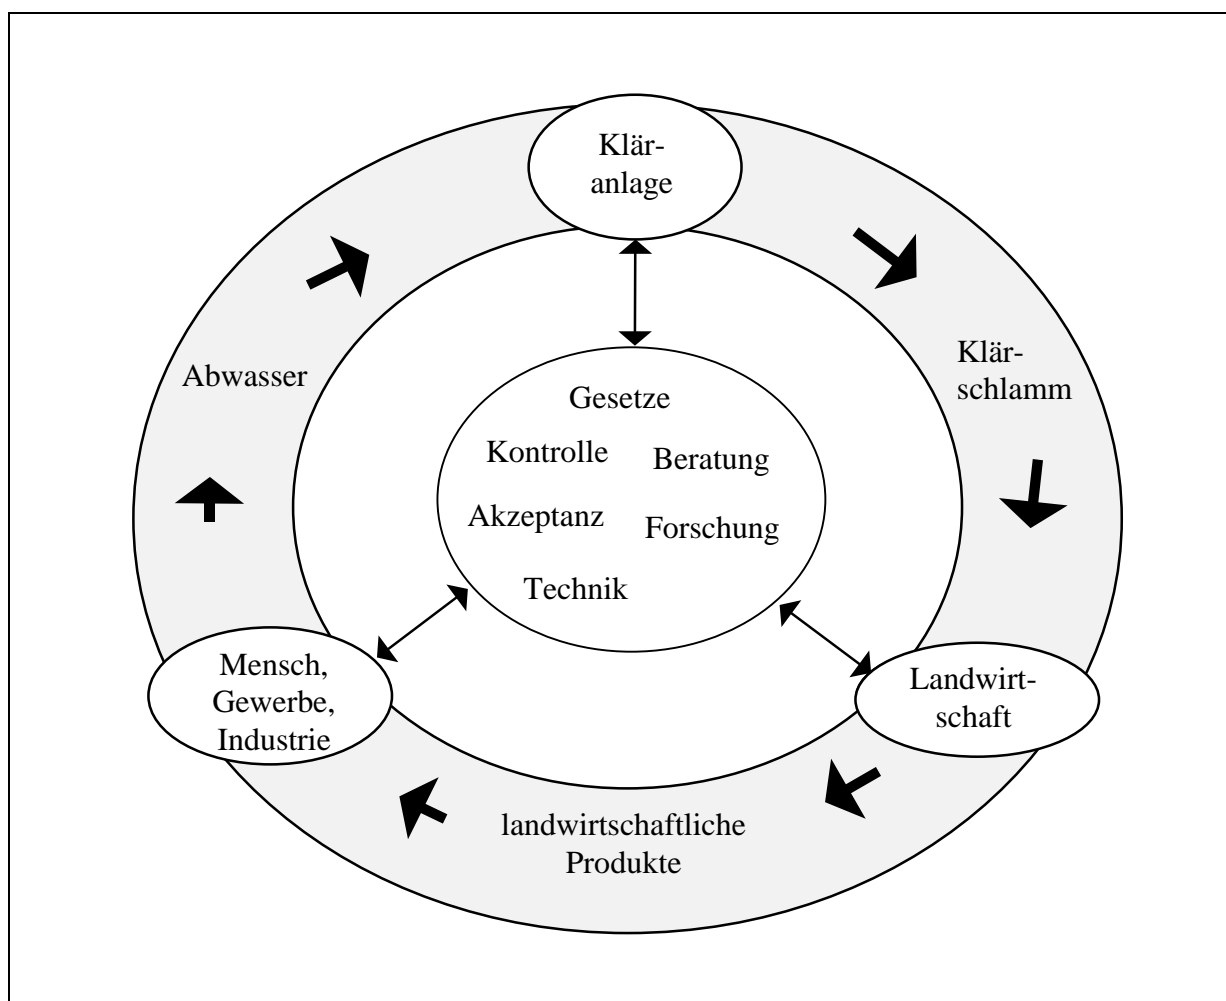 Klär-
anlage
Abwasser
Klär-
schlamm
Gesetze
Kontrolle
Beratung
Akzeptanz
Forschung
Technik
Mensch,
Gewerbe,
Industrie
Landwirt-
schaft
landwirtschaftliche
Produkte